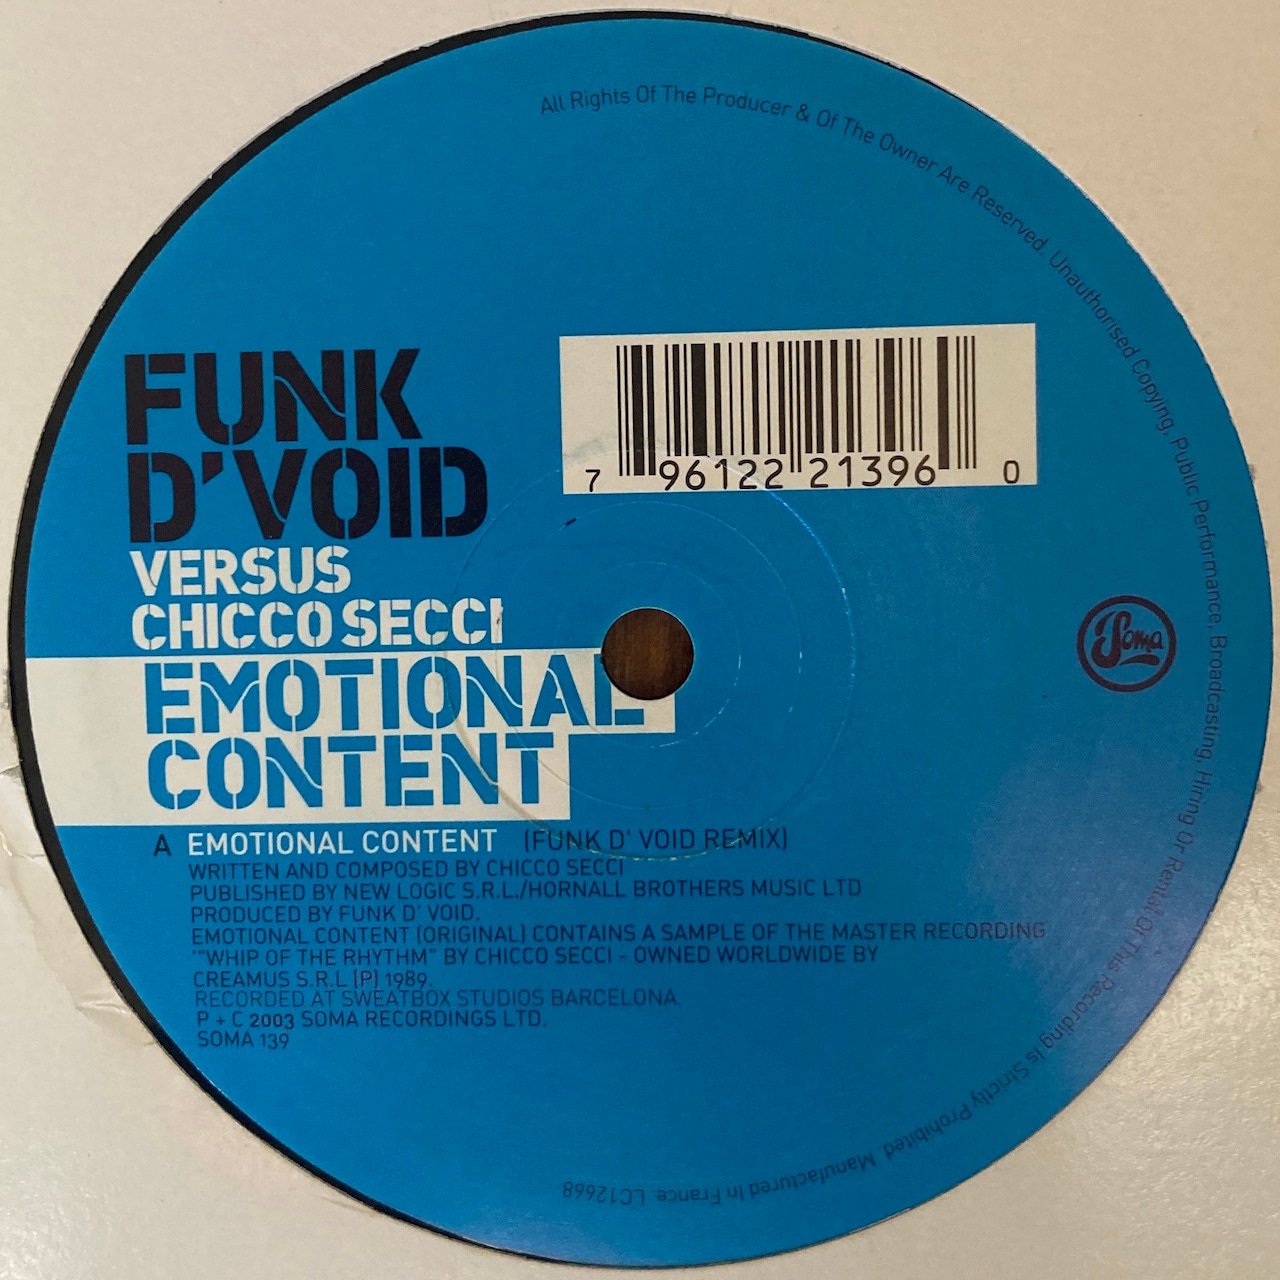 All Rights Of The Producer & Of The Owner Are Reserved. Unauthorised Copying, Public Performance, Broadcasting, Hiring Or Rental Of This Recording Is Strictly Prohibited. Manufactured In France. LC12668
7 96122 21396 0
FUNK
D'VOID
VERSUS
CHICCO SECCI
Soma
EMOTIONAL
CONTENT
A EMOTIONAL CONTENT (FUNK D' VOID REMIX)
WRITTEN AND COMPOSED BY CHICCO SECCI
PUBLISHED BY NEW LOGIC S.R.L./HORNALL BROTHERS MUSIC LTD
PRODUCED BY FUNK D' VOID.
EMOTIONAL CONTENT (ORIGINAL) CONTAINS A SAMPLE OF THE MASTER RECORDING
'"WHIP OF THE RHYTHM" BY CHICCO SECCI - OWNED WORLDWIDE BY
CREAMUS S.R.L (P) 1989.
RECORDED AT SWEATBOX STUDIOS BARCELONA.
P + C 2003 SOMA RECORDINGS LTD.
SOMA 139